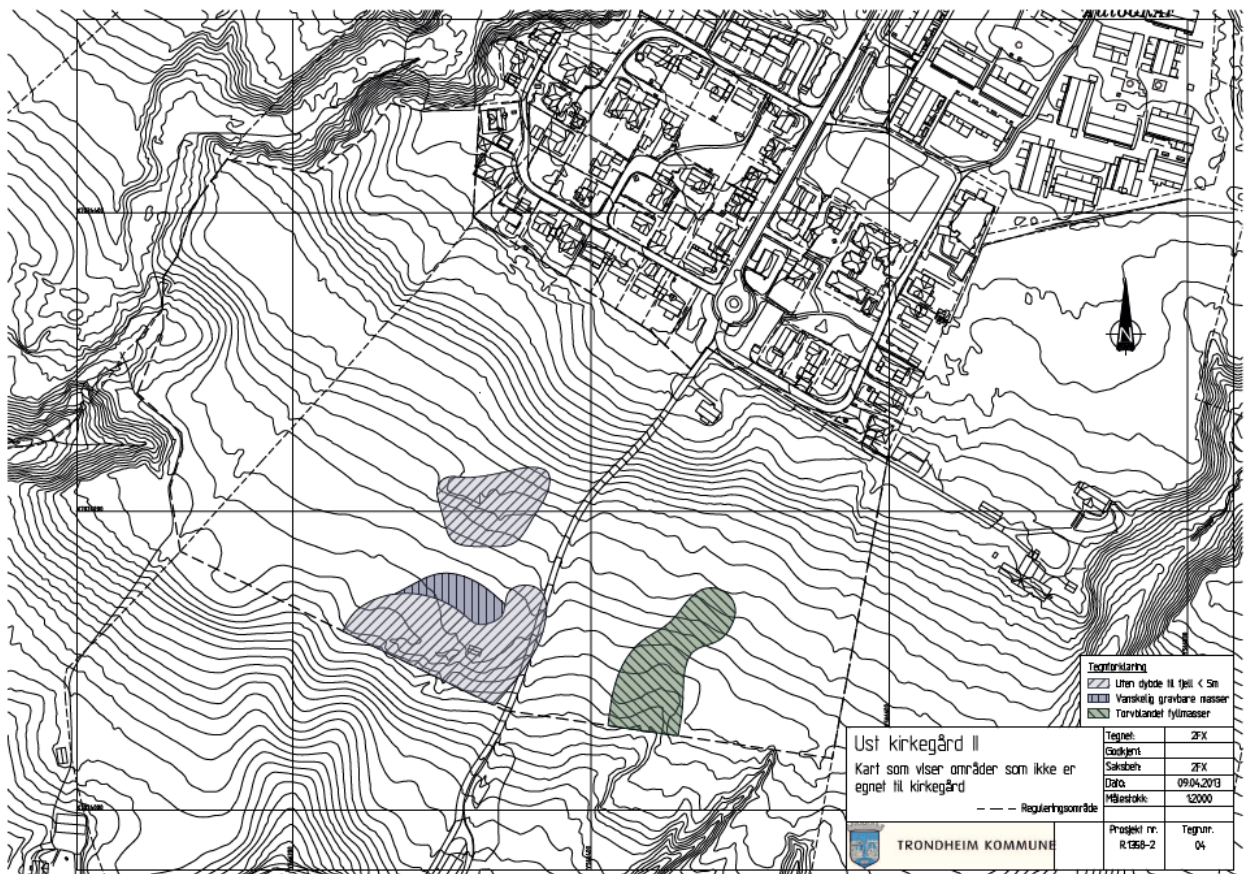 N
Tegnforklaring
Liten dybde til fjell < 5m
Vanskelig gravbare masser
Torvblandet fyllmasser
Ust kirkegård II
Kart som viser områder som ikke er
egnet til kirkegård
Reguleringsområde
Tegnet: ZFX
Godkjent:
Saksbeh: ZFX
Dato: 09.04.2013
Målestokk: 1:2000
TRONDHEIM KOMMUNE
Prosjekt nr. Tegn.nr.
R.1358-2 04